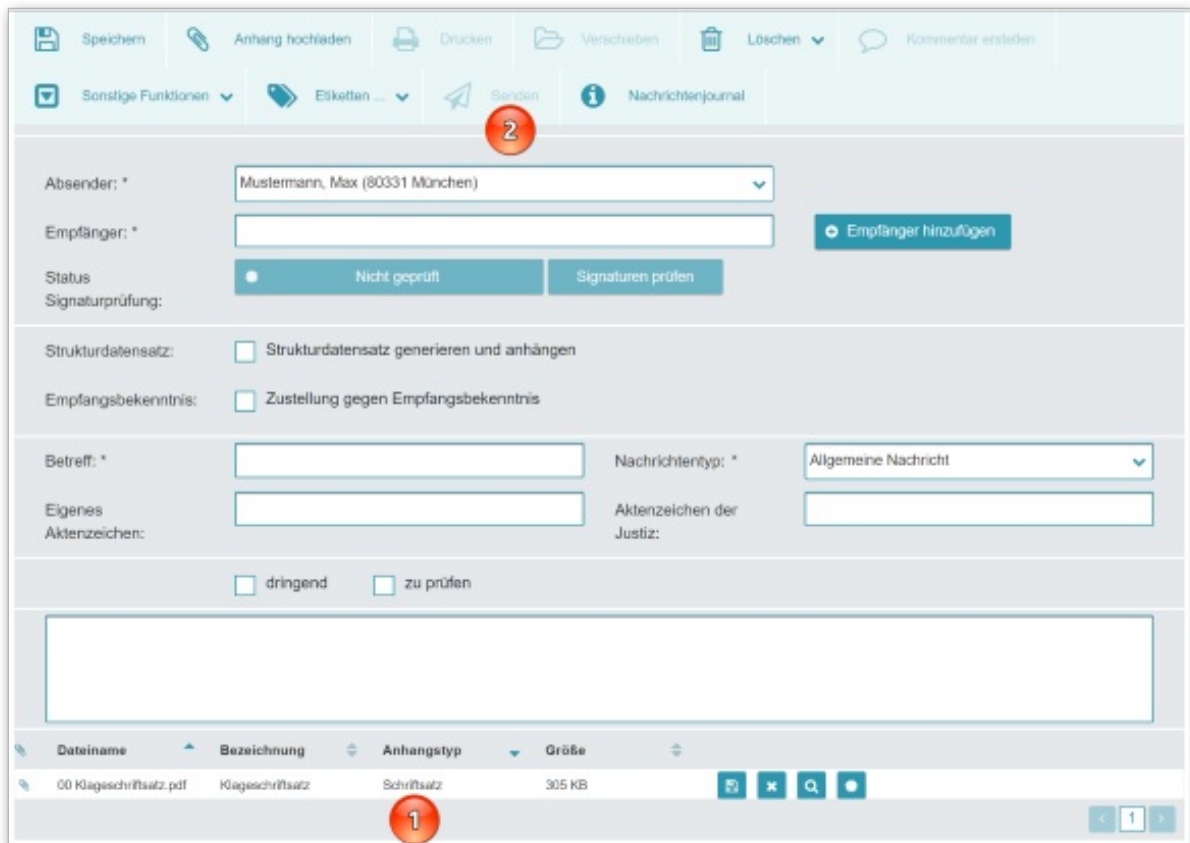 Speichern Anhang hochladen Drucken Verschieben Löschen Kommentar erstellen
Sonstige Funktionen Etiketten ... Senden Nachrichtenjournal
2
Absender: * Mustermann, Max (80331 München)
Empfänger: * Empfänger hinzufügen
Status Nicht geprüft Signaturen prüfen
Signaturprüfung:
Strukturdatensatz: Strukturdatensatz generieren und anhängen
Empfangsbekenntnis: Zustellung gegen Empfangsbekenntnis
Betreff: * Nachrichtentyp: * Allgemeine Nachricht
Eigenes Aktenzeichen der
Aktenzeichen: Justiz:
dringend zu prüfen
Dateiname Bezeichnung Anhangstyp Größe
00 Klageschriftsatz.pdf Klageschriftsatz Schriftsatz 305 KB
1
1